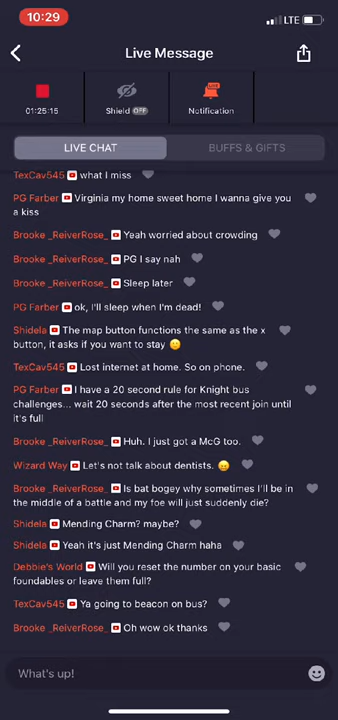 10:29
LTE
Live Message
01:25:15
Shield OFF
Notification
LIVE CHAT
BUFFS & GIFTS
TexCav545 what I miss
PG Farber Virginia my home sweet home I wanna give you
a kiss
Brooke _ReiverRose_ Yeah worried about crowding
Brooke _ReiverRose_ PG I say nah
Brooke _ReiverRose_ Sleep later
PG Farber ok, I'll sleep when I'm dead!
Shidela The map button functions the same as the x
button, it asks if you want to stay
TexCav545 Lost internet at home. So on phone.
PG Farber I have a 20 second rule for Knight bus
challenges... wait 20 seconds after the most recent join until
it's full
Brooke _ReiverRose_ Huh. I just got a McG too.
Wizard Way Let's not talk about dentists.
Brooke _ReiverRose_ Is bat bogey why sometimes I'll be in
the middle of a battle and my foe will just suddenly die?
Shidela Mending Charm? maybe?
Shidela Yeah it's just Mending Charm haha
Debbie's World Will you reset the number on your basic
foundables or leave them full?
TexCav545 Ya going to beacon on bus?
Brooke _ReiverRose_ Oh wow ok thanks
What's up!